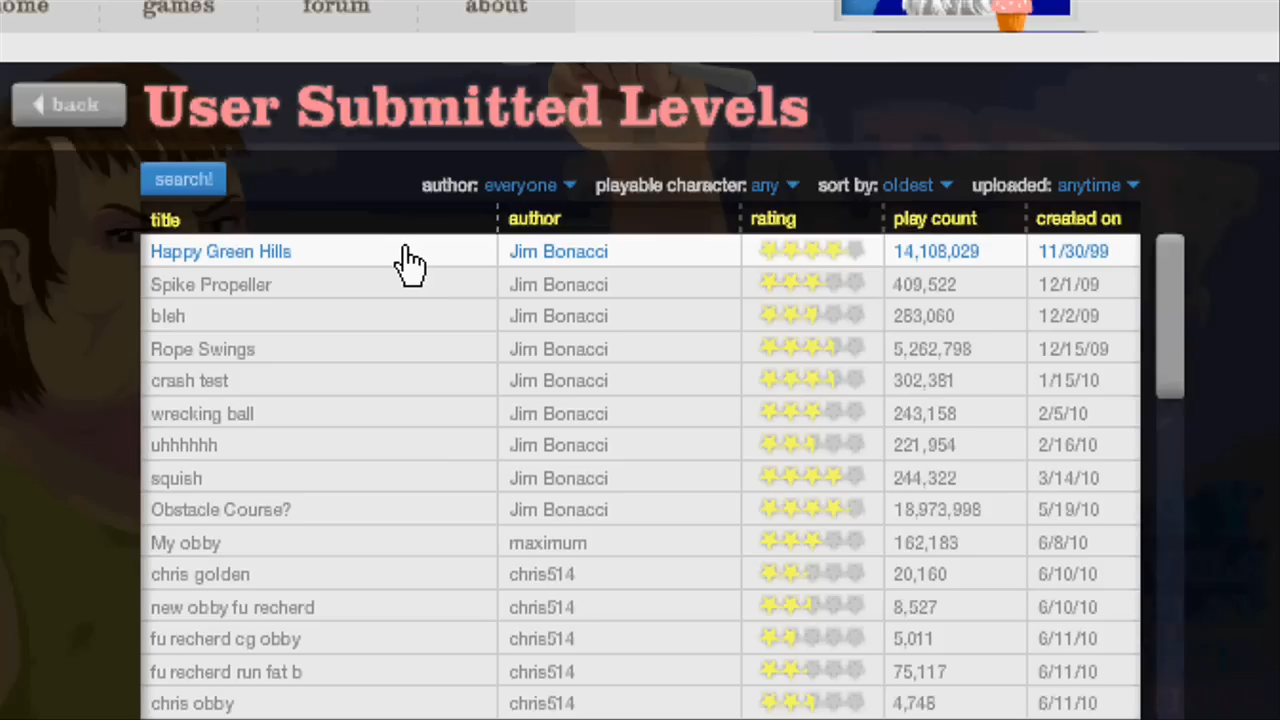 games forum about
back
User Submitted Levels
search! author: everyone playable character: any sort by: oldest uploaded: anytime
title author rating play count created on
Happy Green Hills Jim Bonacci 14,108,029 11/30/99
Spike Propeller Jim Bonacci 409,522 12/1/09
bleh Jim Bonacci 283,060 12/2/09
Rope Swings Jim Bonacci 5,262,798 12/15/09
crash test Jim Bonacci 302,381 1/15/10
wrecking ball Jim Bonacci 243,158 2/5/10
uhhhhhh Jim Bonacci 221,954 2/16/10
squish Jim Bonacci 244,322 3/14/10
Obstacle Course? Jim Bonacci 18,973,998 5/19/10
My obby maximum 162,183 6/8/10
chris golden chris514 20,160 6/10/10
new obby fu recherd chris514 8,527 6/10/10
fu recherd cg obby chris514 5,011 6/11/10
fu recherd run fat b chris514 75,117 6/11/10
chris obby chris514 4,748 6/11/10